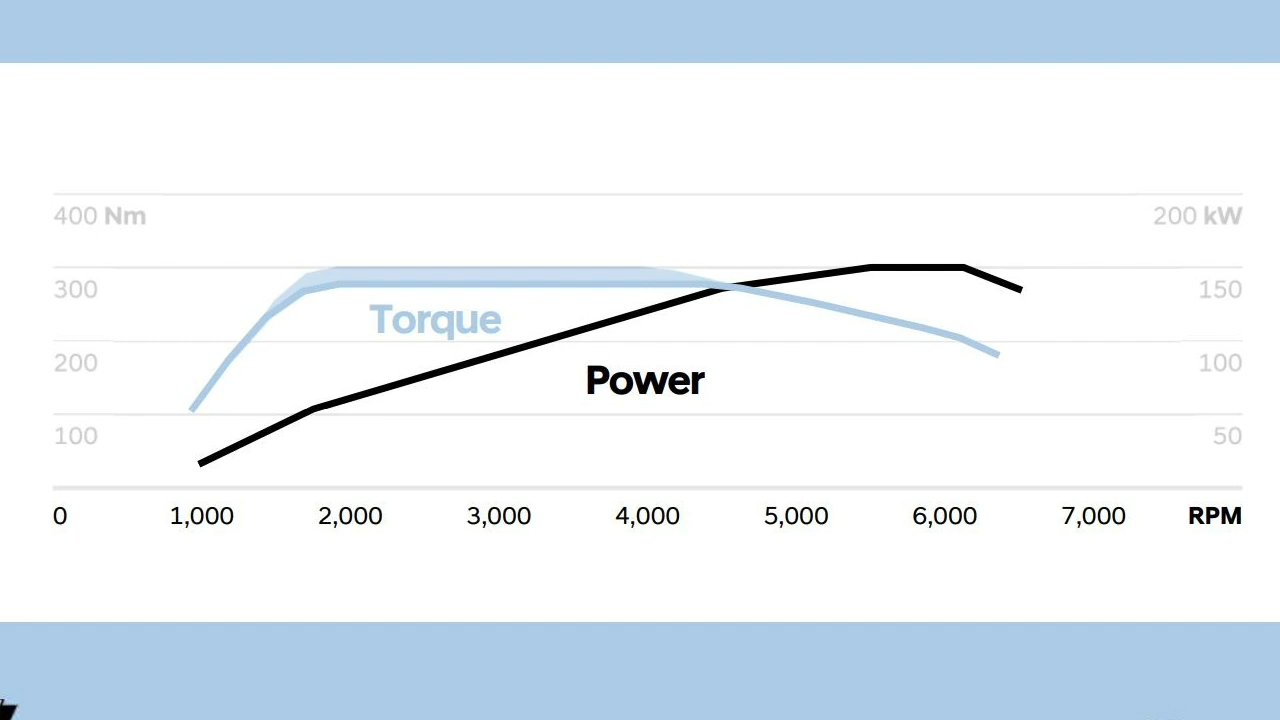 400 Nm 200 kW
300 150
Torque
200 100
Power
100 50
0 1,000 2,000 3,000 4,000 5,000 6,000 7,000 RPM